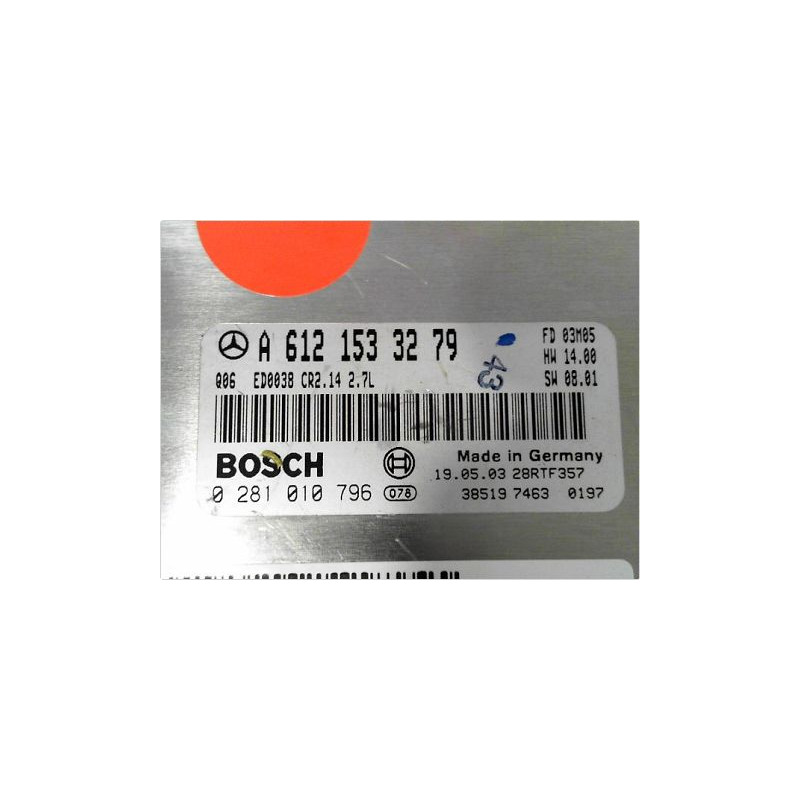 A 612 153 32 79 FD 03M05
HW 14.00
Q06 ED0038 CR2.14 2.7L SW 08.01
43
BOSCH Made in Germany
19.05.03 28RTF357
0 281 010 796 078 38519 7463 0197